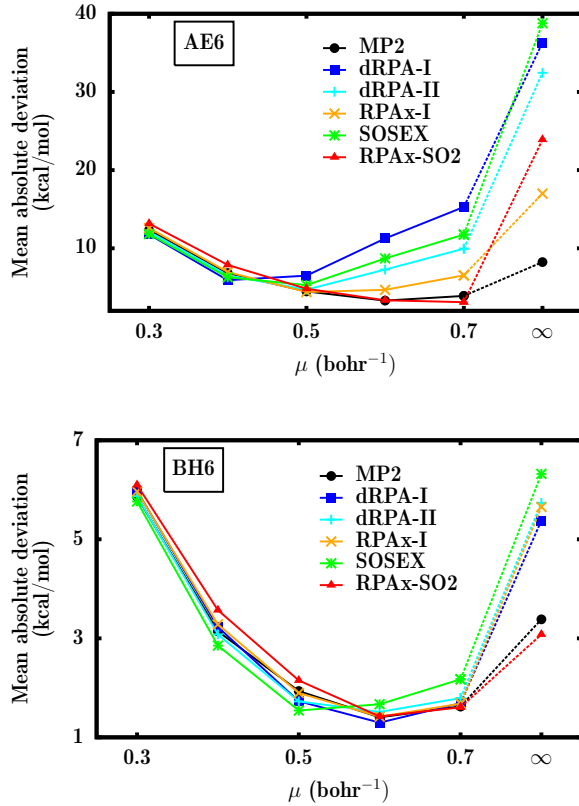 40
30
20
10
Mean absolute deviation
(kcal/mol)
AE6
MP2
dRPA-I
dRPA-II
RPAx-I
SOSEX
RPAx-SO2
0.3 0.5 0.7 ∞
μ (bohr⁻¹)
7
5
3
1
Mean absolute deviation
(kcal/mol)
BH6
MP2
dRPA-I
dRPA-II
RPAx-I
SOSEX
RPAx-SO2
0.3 0.5 0.7 ∞
μ (bohr⁻¹)